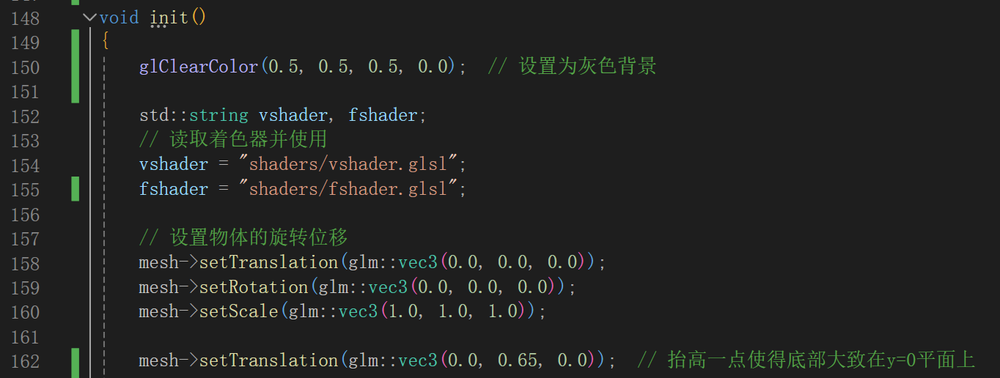 148 void init()
149 {
150 glClearColor(0.5, 0.5, 0.5, 0.0); // 设置为灰色背景
151
152 std::string vshader, fshader;
153 // 读取着色器并使用
154 vshader = "shaders/vshader.glsl";
155 fshader = "shaders/fshader.glsl";
156
157 // 设置物体的旋转位移
158 mesh->setTranslation(glm::vec3(0.0, 0.0, 0.0));
159 mesh->setRotation(glm::vec3(0.0, 0.0, 0.0));
160 mesh->setScale(glm::vec3(1.0, 1.0, 1.0));
161
162 mesh->setTranslation(glm::vec3(0.0, 0.65, 0.0)); // 抬高一点使得底部大致在y=0平面上